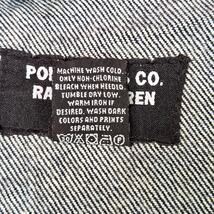 MACHINE WASH COLD.
ONLY NON-CHLORINE
BLEACH WHEN NEEDED.
TUMBLE DRY LOW.
WARM IRON IF
DESIRED. WASH DARK
COLORS AND PRINTS
SEPARATELY.
CO.